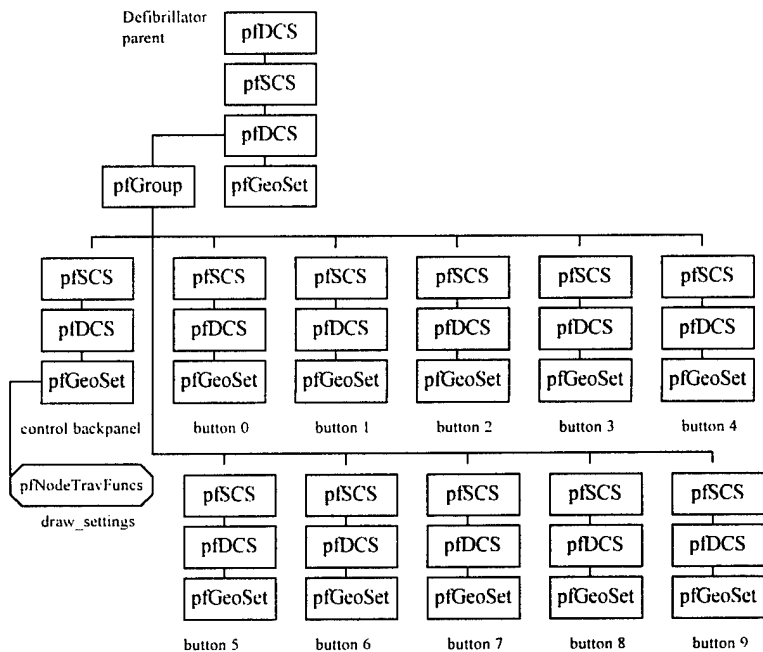 Defibrillator
parent
pfDCS
pfSCS
pfDCS
pfGroup pfGeoSet
pfSCS pfSCS pfSCS pfSCS pfSCS pfSCS
pfDCS pfDCS pfDCS pfDCS pfDCS pfDCS
pfGeoSet pfGeoSet pfGeoSet pfGeoSet pfGeoSet pfGeoSet
control backpanel button 0 button 1 button 2 button 3 button 4
pfNodeTravFuncs
draw_settings
pfSCS pfSCS pfSCS pfSCS pfSCS
pfDCS pfDCS pfDCS pfDCS pfDCS
pfGeoSet pfGeoSet pfGeoSet pfGeoSet pfGeoSet
button 5 button 6 button 7 button 8 button 9